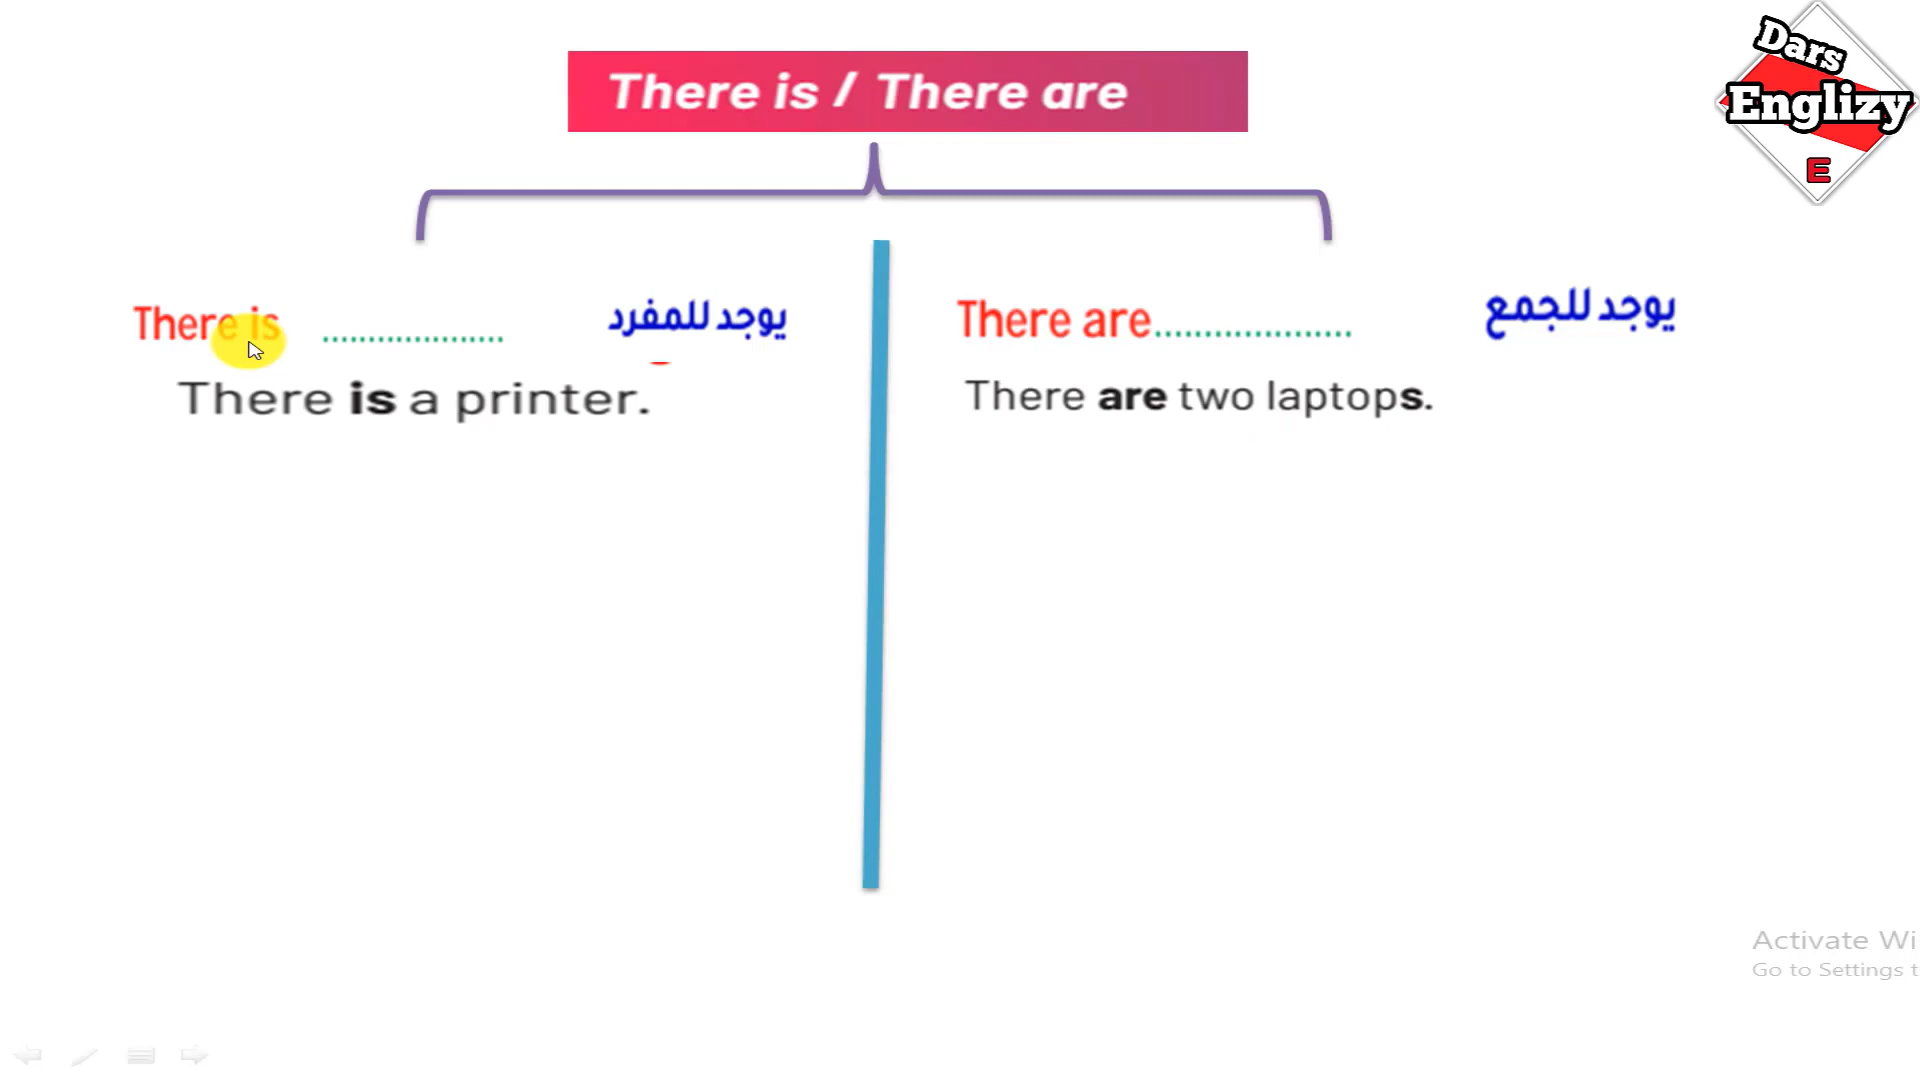 There is / There are
Dars
Englizy
E
There is ................... يوجد للمفرد
There is a printer.
There are................... يوجد للجمع
There are two laptops.
Activate Wi
Go to Settings t